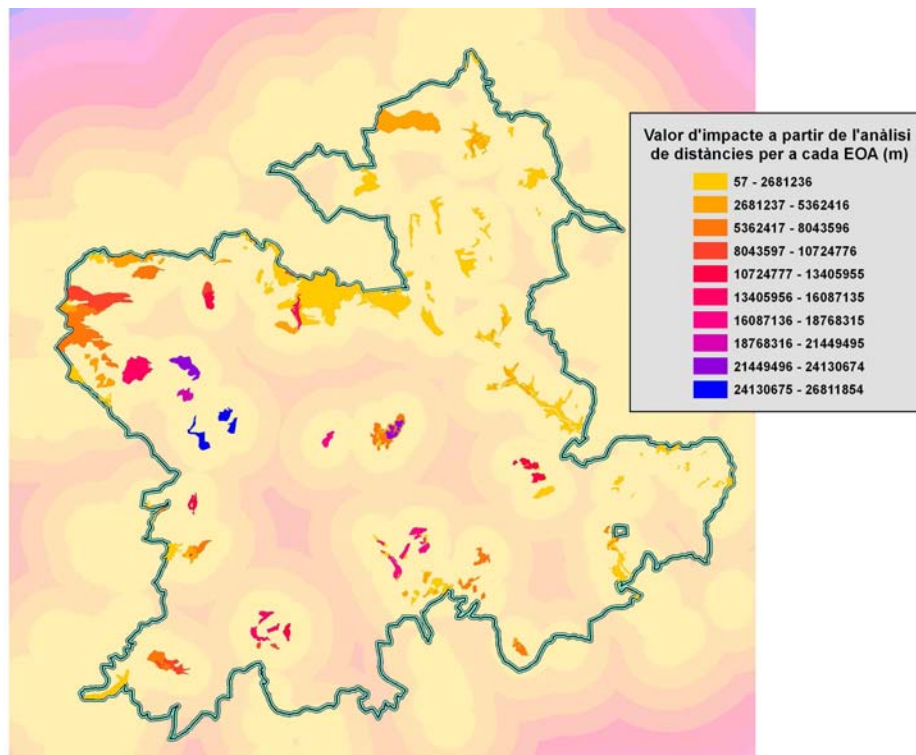 Valor d'impacte a partir de l'anàlisi
de distàncies per a cada EOA (m)
57 - 2681236
2681237 - 5362416
5362417 - 8043596
8043597 - 10724776
10724777 - 13405955
13405956 - 16087135
16087136 - 18768315
18768316 - 21449495
21449496 - 24130674
24130675 - 26811854